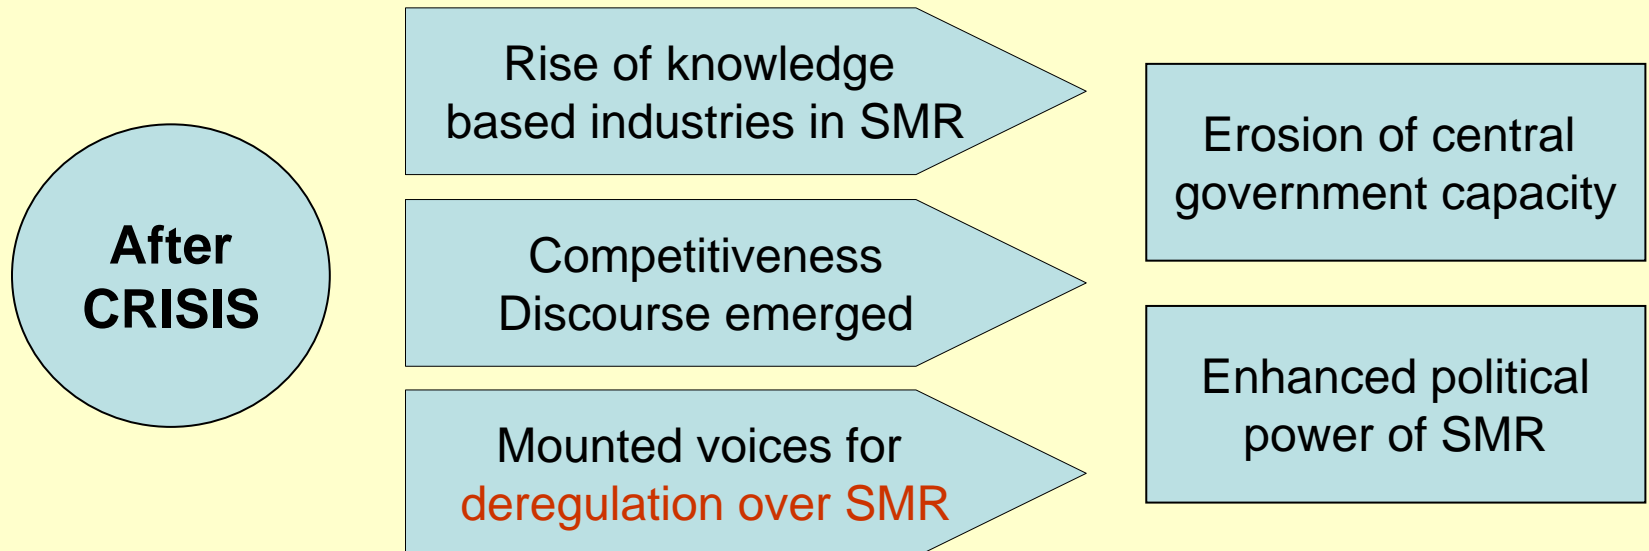 After
CRISIS
Rise of knowledge
based industries in SMR
Competitiveness
Discourse emerged
Mounted voices for
deregulation over SMR
Erosion of central
government capacity
Enhanced political
power of SMR